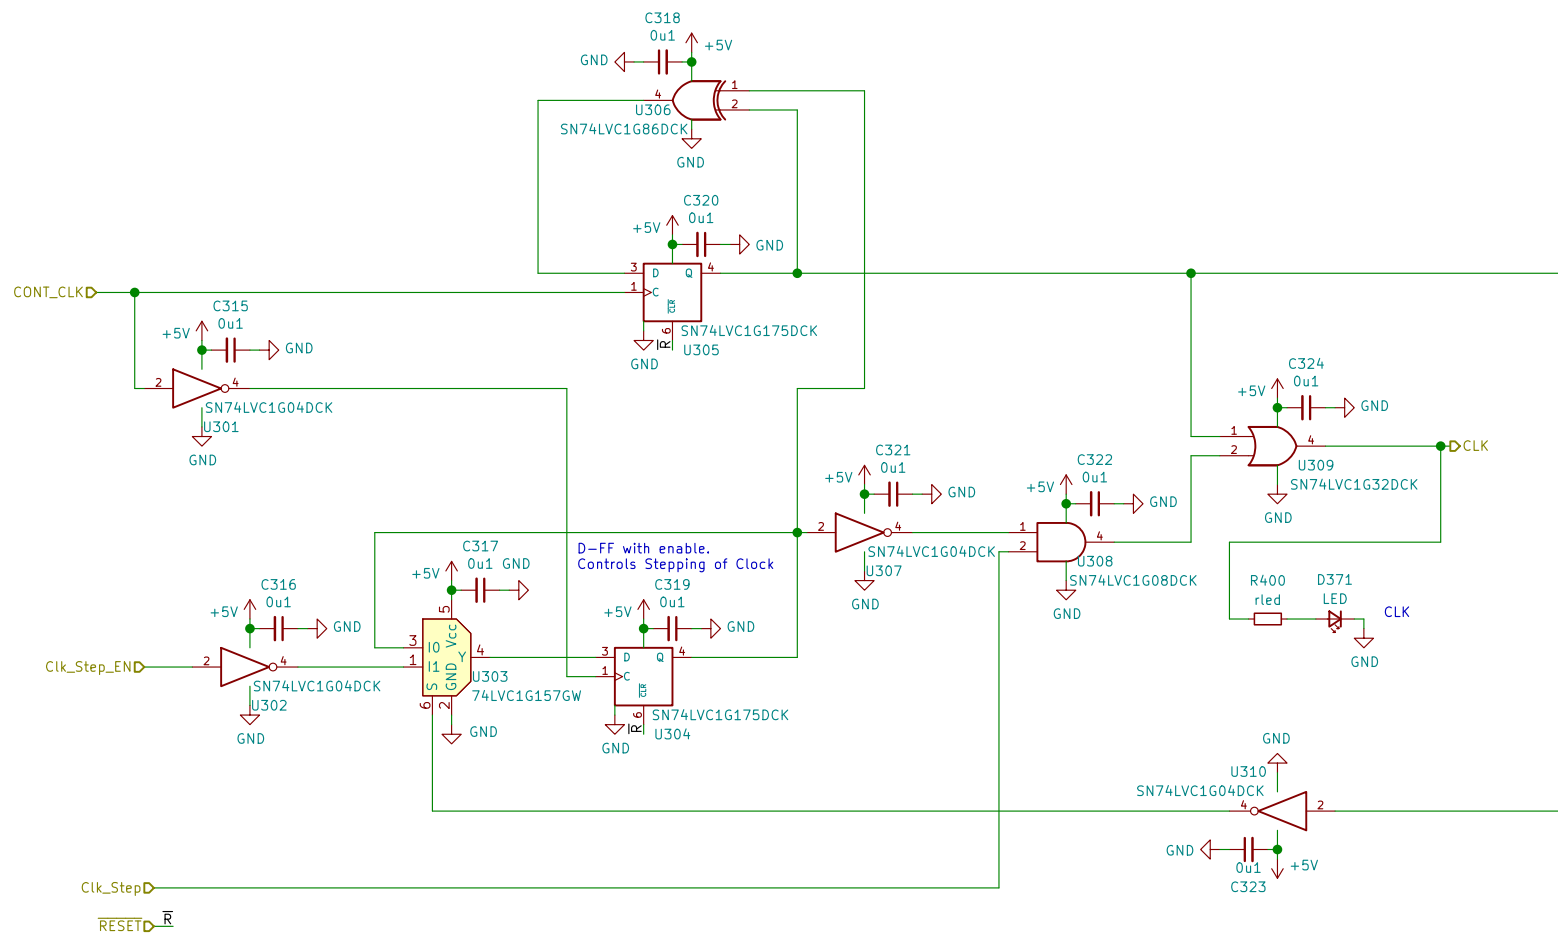 C318
0u1
+5V
GND
1
4
2
U306
SN74LVC1G86DCK
GND
C320
0u1
+5V
GND
3 D Q 4
CONT_CLK
1 C
CLR
C315
0u1
+5V
GND
6
R
SN74LVC1G175DCK
U305
GND
2 4
SN74LVC1G04DCK
U301
GND
C324
0u1
+5V
GND
1
2
4
CLK
U309
SN74LVC1G32DCK
GND
C321
0u1
+5V
GND
2 4
SN74LVC1G04DCK
U307
GND
C322
0u1
+5V
GND
1
2
4
U308
SN74LVC1G08DCK
GND
D-FF with enable.
Controls Stepping of Clock
C317
0u1 GND
+5V
C319
0u1
+5V
GND
C316
0u1
+5V
GND
5
3 I0 Vcc
1 I1 Y 4
S GND
6 2
U303
74LVC1G157GW
GND
3 D Q 4
1 C
CLR
6
R
SN74LVC1G175DCK
U304
GND
Clk_Step_EN
2 4
SN74LVC1G04DCK
U302
GND
R400
rled
D371
LED
CLK
GND
GND
U310
SN74LVC1G04DCK
4 2
GND
0u1
C323
+5V
Clk_Step
RESET
R